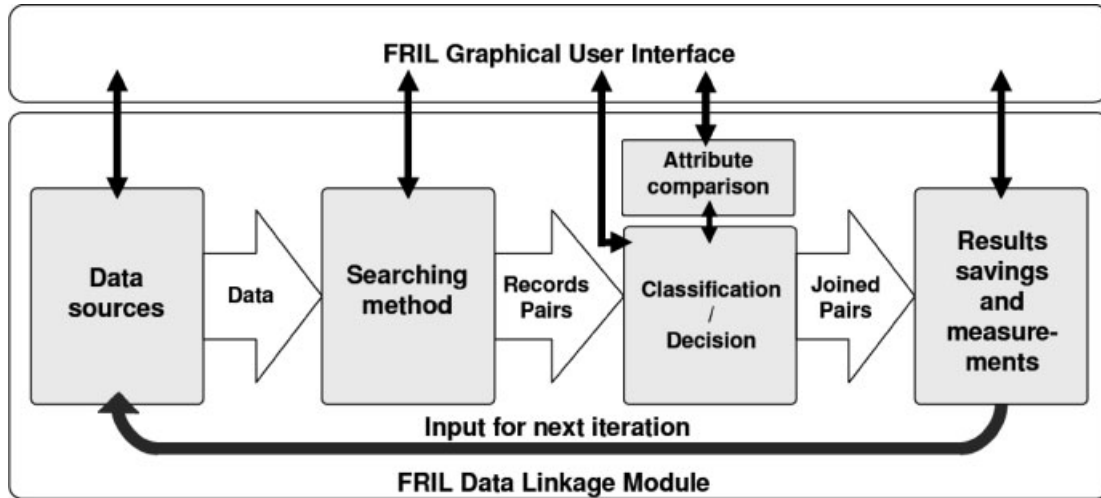 FRIL Graphical User Interface
Attribute
comparison
Data
sources
Data
Searching
method
Records
Pairs
Classification
/
Decision
Joined
Pairs
Results
savings
and
measure-
ments
Input for next iteration
FRIL Data Linkage Module